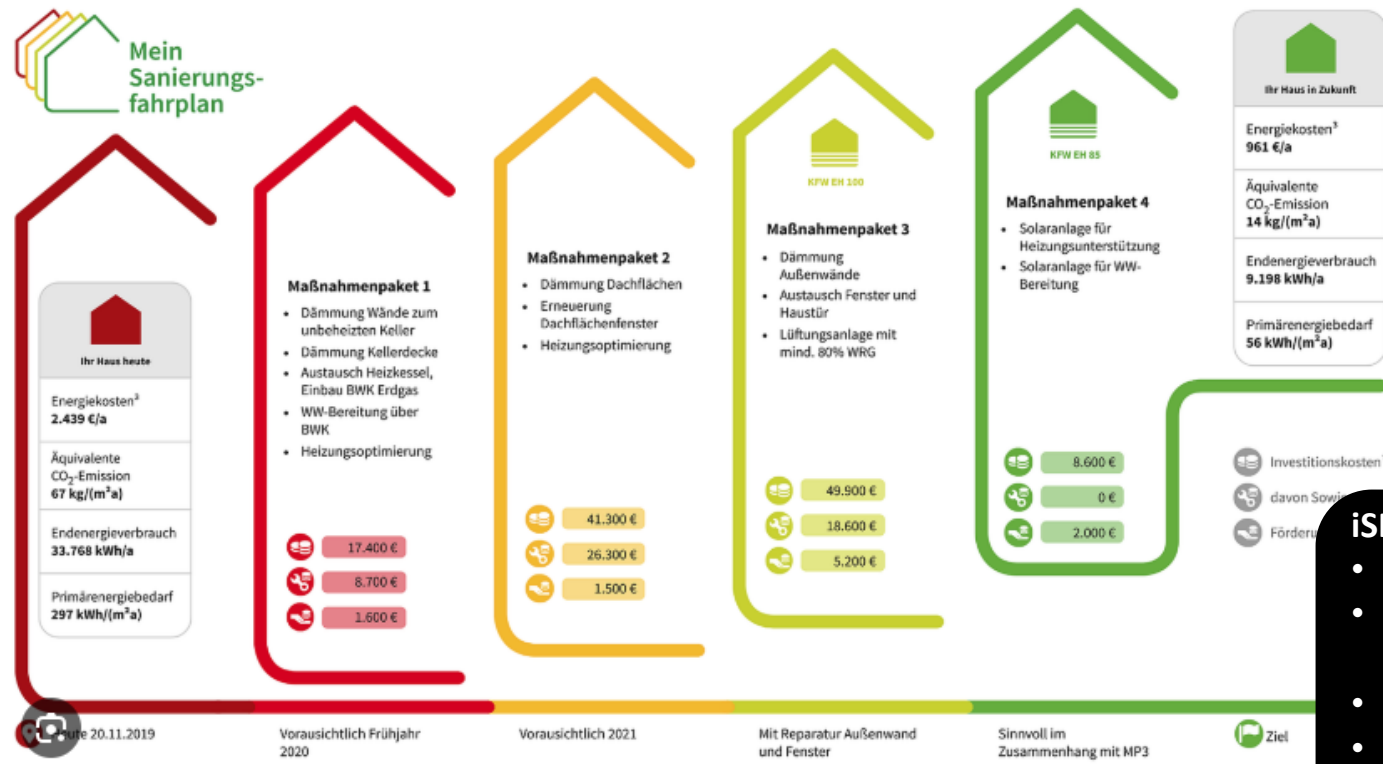 Mein
Sanierungs-
fahrplan
Ihr Haus heute
Energiekosten³
2.439 €/a
Äquivalente
CO₂-Emission
67 kg/(m²a)
Endenergieverbrauch
33.768 kWh/a
Primärenergiebedarf
297 kWh/(m²a)
20.11.2019
Maßnahmenpaket 1
• Dämmung Wände zum
unbeheizten Keller
• Dämmung Kellerdecke
• Austausch Heizkessel,
Einbau BWK Erdgas
• WW-Bereitung über
BWK
• Heizungsoptimierung
17.400 €
8.700 €
1.600 €
Vorausichtlich Frühjahr
2020
Maßnahmenpaket 2
• Dämmung Dachflächen
• Erneuerung
Dachflächenfenster
• Heizungsoptimierung
41.300 €
26.300 €
1.500 €
Vorausichtlich 2021
KFW EH 100
Maßnahmenpaket 3
• Dämmung
Außenwände
• Austausch Fenster und
Haustür
• Lüftungsanlage mit
mind. 80% WRG
49.900 €
18.600 €
5.200 €
Mit Reparatur Außenwand
und Fenster
KFW EH 85
Maßnahmenpaket 4
• Solaranlage für
Heizungsunterstützung
• Solaranlage für WW-
Bereitung
8.600 €
0 €
2.000 €
Sinnvoll im
Zusammenhang mit MP3
Ihr Haus in Zukunft
Energiekosten³
961 €/a
Äquivalente
CO₂-Emission
14 kg/(m²a)
Endenergieverbrauch
9.198 kWh/a
Primärenergiebedarf
56 kWh/(m²a)
Investitionskosten
davon
Ziel